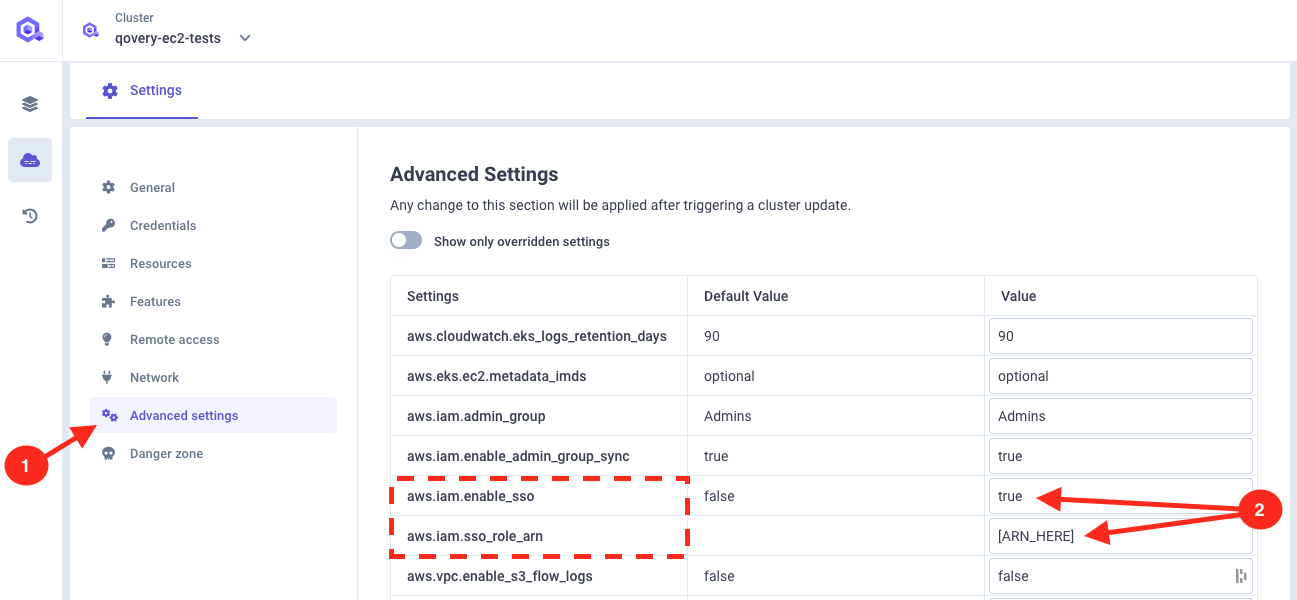 Cluster
qovery-ec2-tests
Settings
General
Credentials
Resources
Features
Remote access
Network
Advanced settings
Danger zone
1
Advanced Settings
Any change to this section will be applied after triggering a cluster update.
Show only overridden settings
Settings Default Value Value
aws.cloudwatch.eks_logs_retention_days 90 90
aws.eks.ec2.metadata_imds optional optional
aws.iam.admin_group Admins Admins
aws.iam.enable_admin_group_sync true true
aws.iam.enable_sso false true
aws.iam.sso_role_arn [ARN_HERE]
aws.vpc.enable_s3_flow_logs false false
2